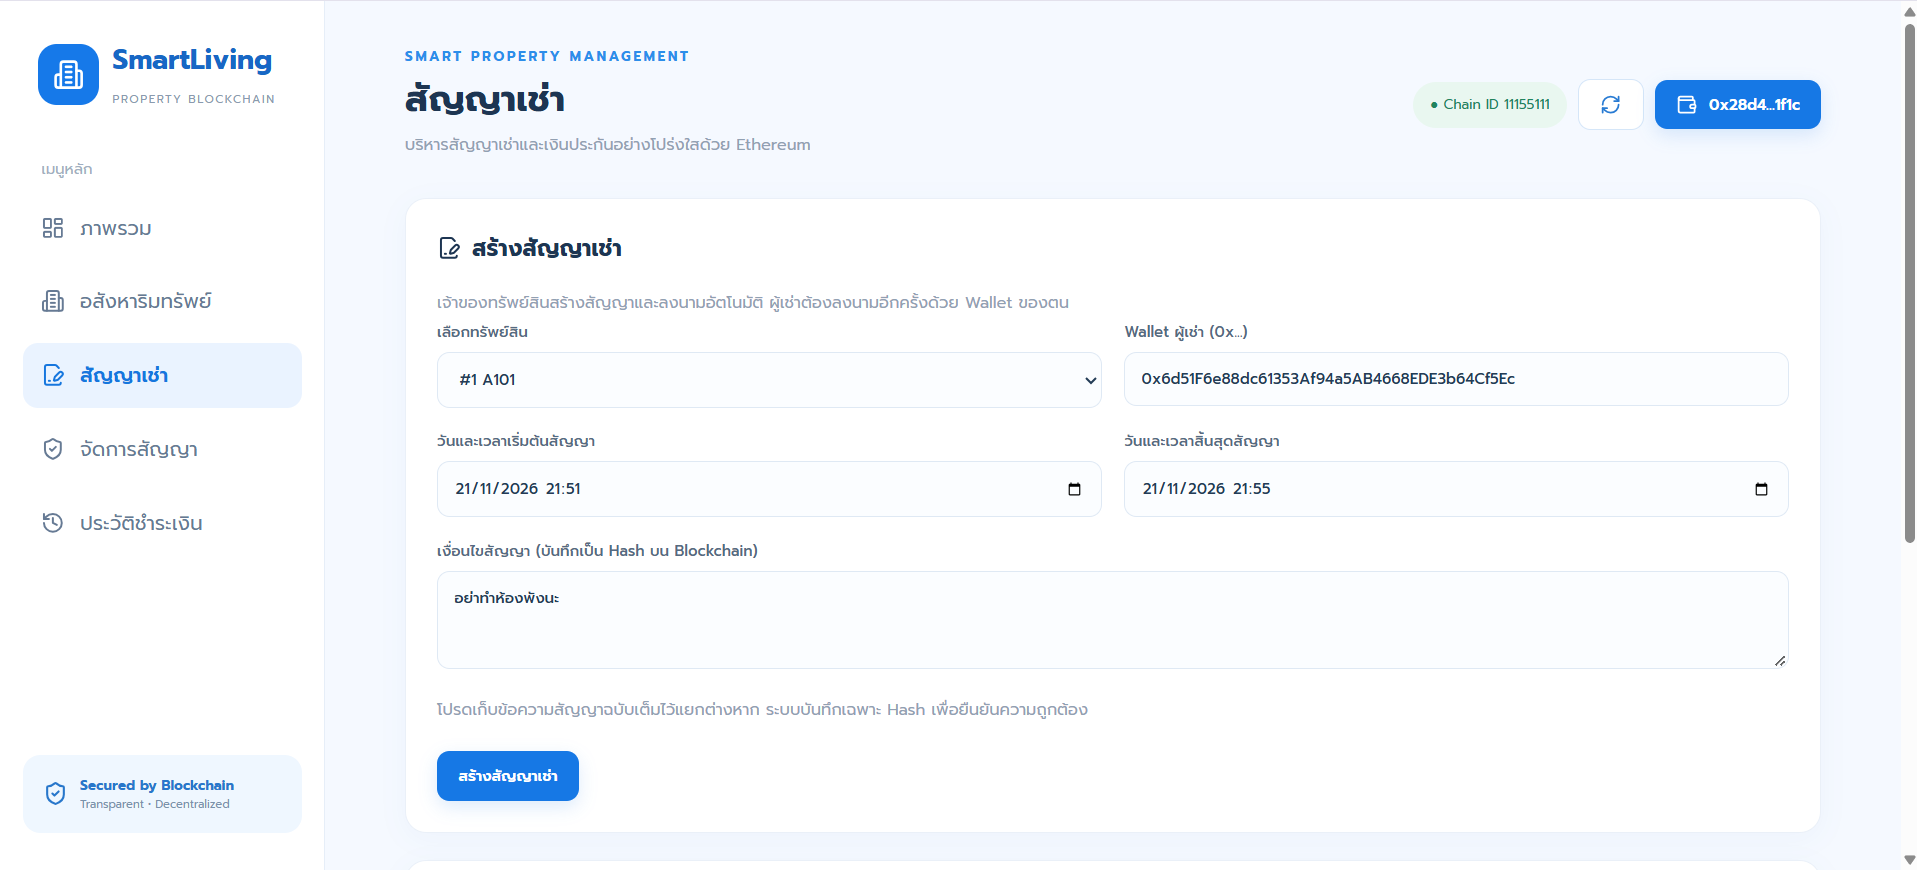 SmartLiving
PROPERTY BLOCKCHAIN
เมนูหลัก
ภาพรวม
อสังหาริมทรัพย์
สัญญาเช่า
จัดการสัญญา
ประวัติชำระเงิน
Secured by Blockchain
Transparent · Decentralized
SMART PROPERTY MANAGEMENT
สัญญาเช่า
บริหารสัญญาเช่าและเงินประกันอย่างโปร่งใสด้วย Ethereum
● Chain ID 11155111
0x28d4...1f1c
สร้างสัญญาเช่า
เจ้าของทรัพย์สินสร้างสัญญาและลงนามอัตโนมัติ ผู้เช่าต้องลงนามอีกครั้งด้วย Wallet ของตน
เลือกทรัพย์สิน
#1 A101
Wallet ผู้เช่า (0x...)
0x6d51F6e88dc61353Af94a5AB4668EDE3b64Cf5Ec
วันและเวลาเริ่มต้นสัญญา
21/11/2026 21:51
วันและเวลาสิ้นสุดสัญญา
21/11/2026 21:55
เงื่อนไขสัญญา (บันทึกเป็น Hash บน Blockchain)
อย่าทำห้องพังนะ
โปรดเก็บข้อความสัญญาฉบับเต็มไว้แยกต่างหาก ระบบบันทึกเฉพาะ Hash เพื่อยืนยันความถูกต้อง
สร้างสัญญาเช่า